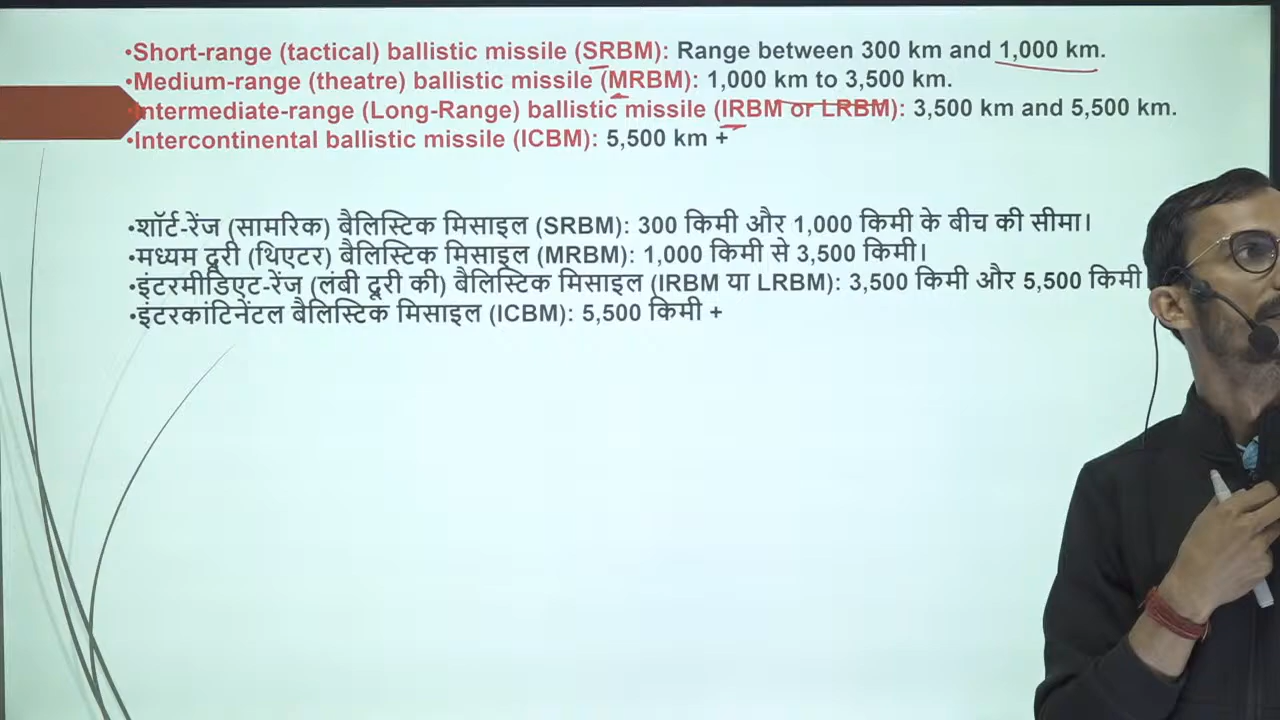 •Short-range (tactical) ballistic missile (SRBM): Range between 300 km and 1,000 km.
•Medium-range (theatre) ballistic missile (MRBM): 1,000 km to 3,500 km.
•Intermediate-range (Long-Range) ballistic missile (IRBM or LRBM): 3,500 km and 5,500 km.
•Intercontinental ballistic missile (ICBM): 5,500 km +
•शॉर्ट-रेंज (सामरिक) बैलिस्टिक मिसाइल (SRBM): 300 किमी और 1,000 किमी के बीच की सीमा।
•मध्यम दूरी (थिएटर) बैलिस्टिक मिसाइल (MRBM): 1,000 किमी से 3,500 किमी।
•इंटरमीडिएट-रेंज (लंबी दूरी की) बैलिस्टिक मिसाइल (IRBM या LRBM): 3,500 किमी और 5,500 किमी
•इंटरकांटिनेंटल बैलिस्टिक मिसाइल (ICBM): 5,500 किमी +